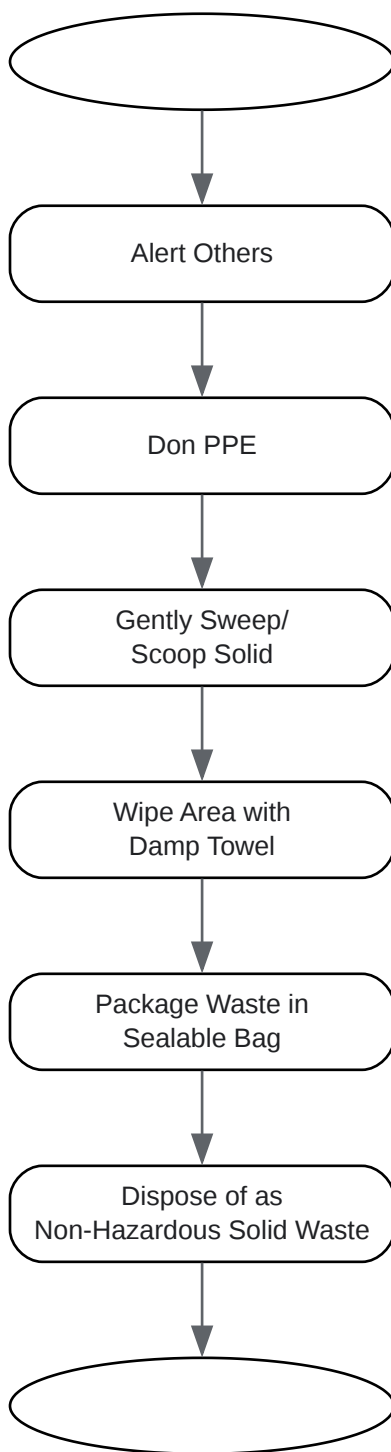 Alert Others
Don PPE
Gently Sweep/
Scoop Solid
Wipe Area with
Damp Towel
Package Waste in
Sealable Bag
Dispose of as
Non-Hazardous Solid Waste